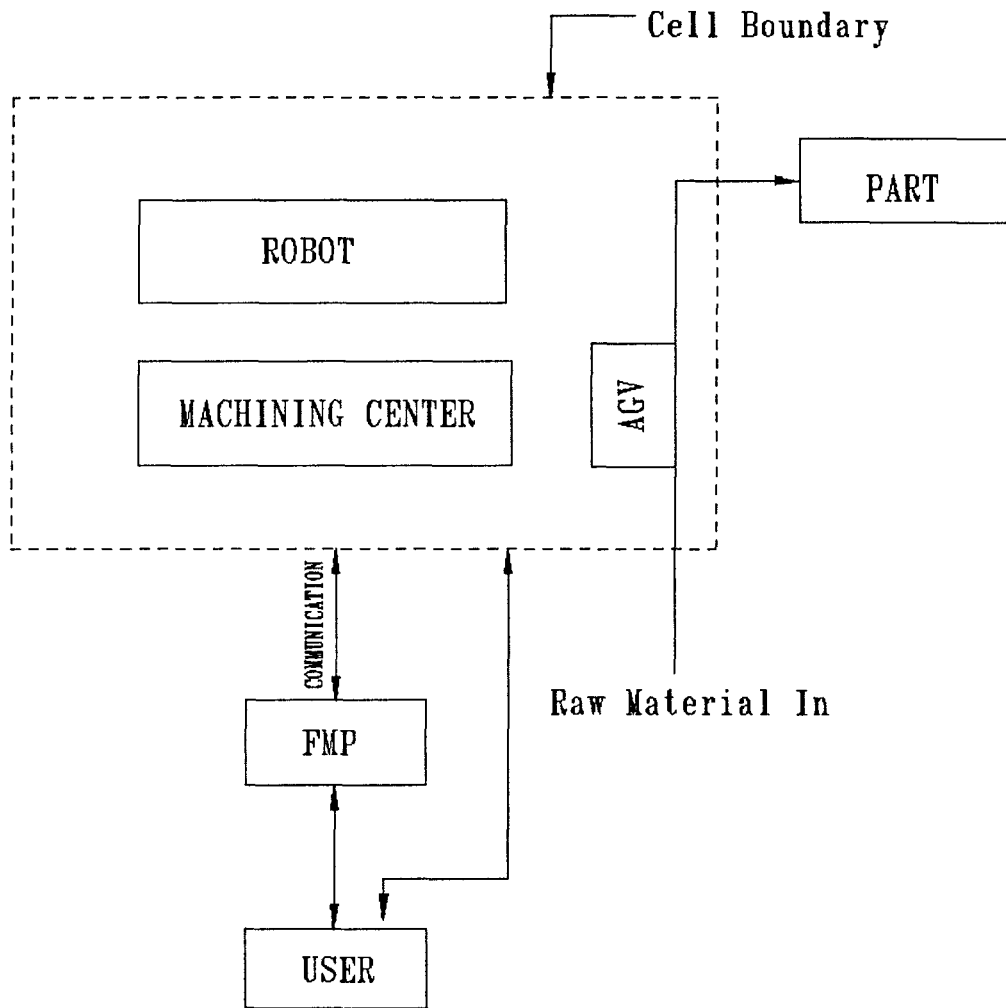 Cell Boundary
PART
ROBOT
MACHINING CENTER
AGV
COMMUNICATION
Raw Material In
FMP
USER